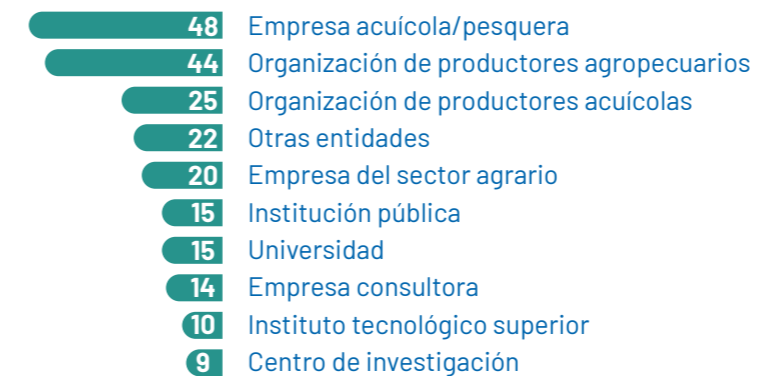 48 Empresa acuícola/pesquera
44 Organización de productores agropecuarios
25 Organización de productores acuícolas
22 Otras entidades
20 Empresa del sector agrario
15 Institución pública
15 Universidad
14 Empresa consultora
10 Instituto tecnológico superior
9 Centro de investigación